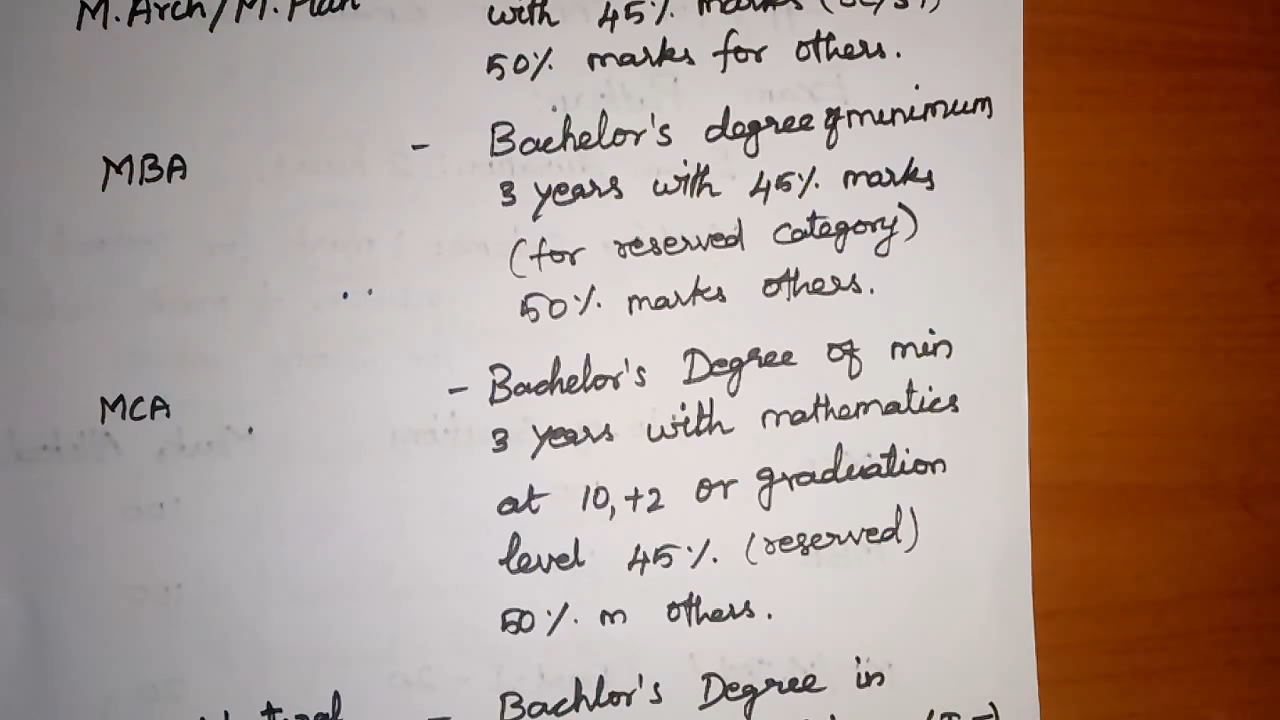 M.Arch/M.Plan with 45% marks (SC/ST)
50% marks for others.
MBA - Bachelor's degree of minimum
3 years with 45% marks
(for reserved category)
50% marks others.
MCA - Bachelor's Degree of min
3 years with mathematics
at 10,+2 or graduation
level 45% (reserved)
50% m others.
- Bachlor's Degree in